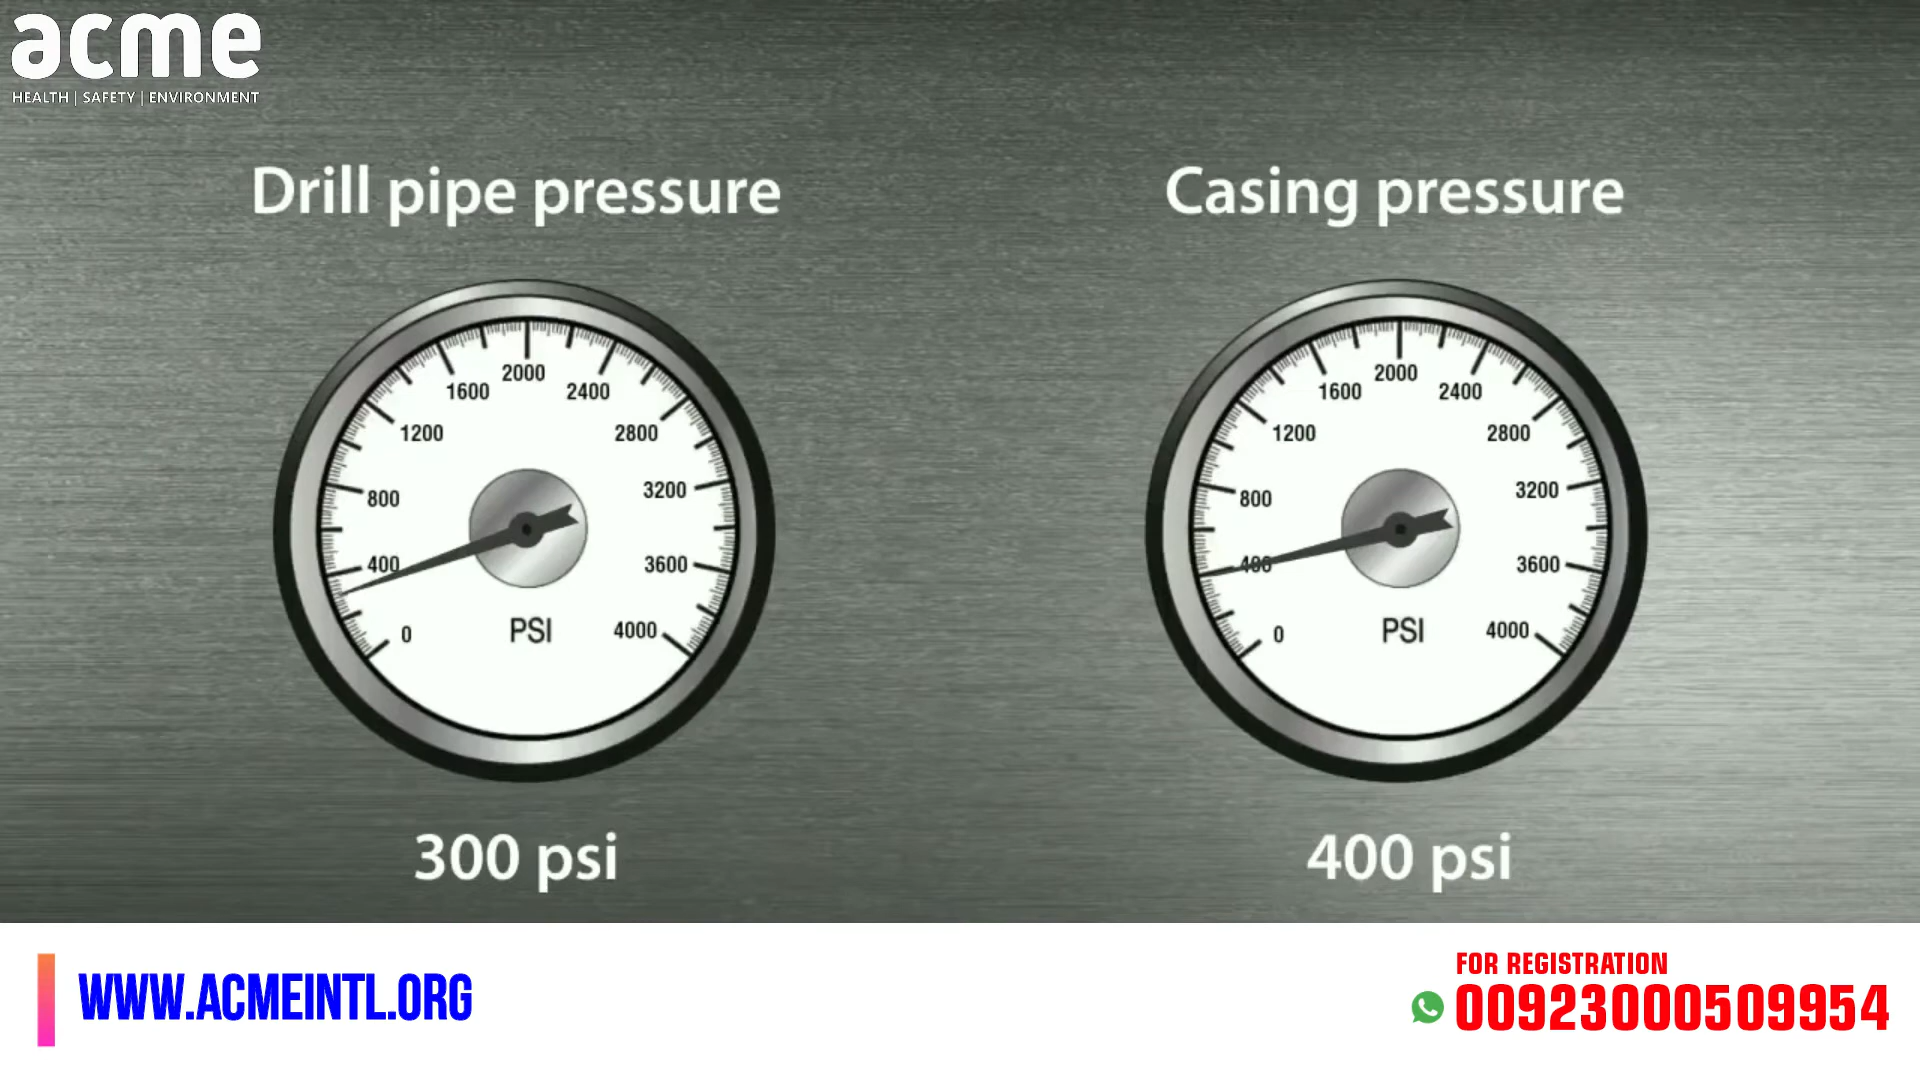 acme
HEALTH | SAFETY | ENVIRONMENT
Drill pipe pressure
Casing pressure
2000
1600
2400
1200
2800
800
3200
400
3600
0
PSI
4000
2000
1600
2400
1200
2800
800
3200
400
3600
0
PSI
4000
300 psi
400 psi
WWW.ACMEINTL.ORG
FOR REGISTRATION
00923000509954